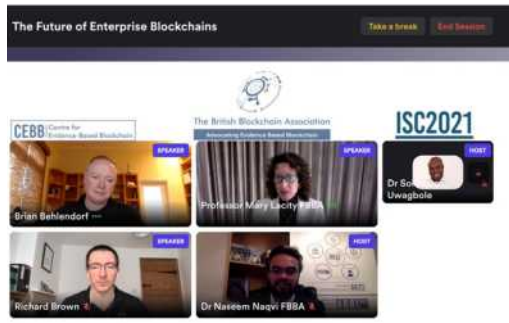 The Future of Enterprise Blockchains
Take a break
End Session
CEBB Centre for
Evidence Based Blockchain
The British Blockchain Association
Advocating Evidence Based Blockchain
ISC2021
SPEAKER
Brian Behlendorf
SPEAKER
Professor Mary Lacity FBBA
HOST
Dr So
Uwagbole
SPEAKER
Richard Brown
HOST
Dr Naseem Naqvi FBBA